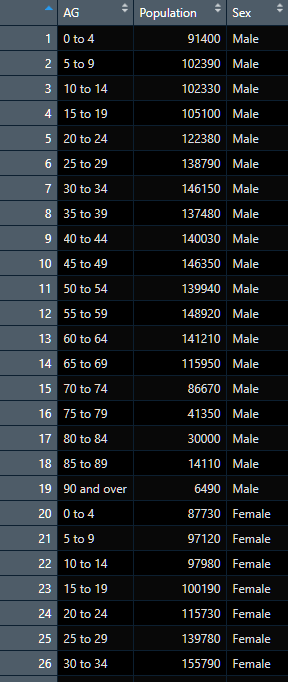 AG Population Sex
1 0 to 4 91400 Male
2 5 to 9 102390 Male
3 10 to 14 102330 Male
4 15 to 19 105100 Male
5 20 to 24 122380 Male
6 25 to 29 138790 Male
7 30 to 34 146150 Male
8 35 to 39 137480 Male
9 40 to 44 140030 Male
10 45 to 49 146350 Male
11 50 to 54 139940 Male
12 55 to 59 148920 Male
13 60 to 64 141210 Male
14 65 to 69 115950 Male
15 70 to 74 86670 Male
16 75 to 79 41350 Male
17 80 to 84 30000 Male
18 85 to 89 14110 Male
19 90 and over 6490 Male
20 0 to 4 87730 Female
21 5 to 9 97120 Female
22 10 to 14 97980 Female
23 15 to 19 100190 Female
24 20 to 24 115730 Female
25 25 to 29 139780 Female
26 30 to 34 155790 Female